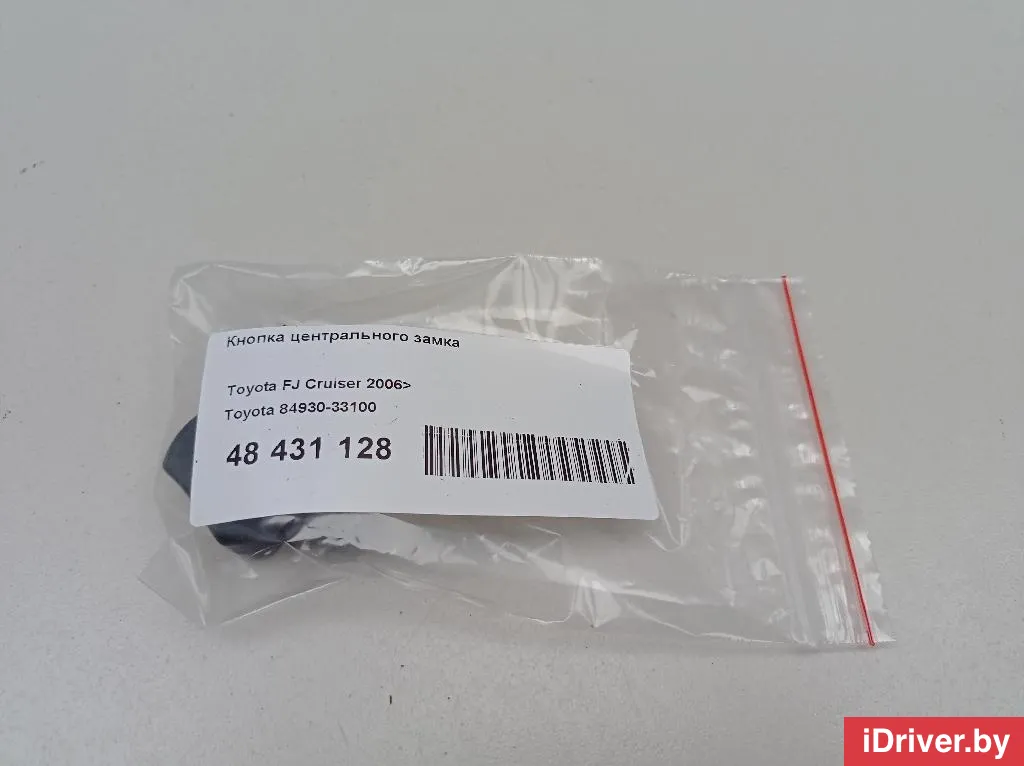 Кнопка центрального замка
Toyota FJ Cruiser 2006>
Toyota 84930-33100
48 431 128
iDriver.by